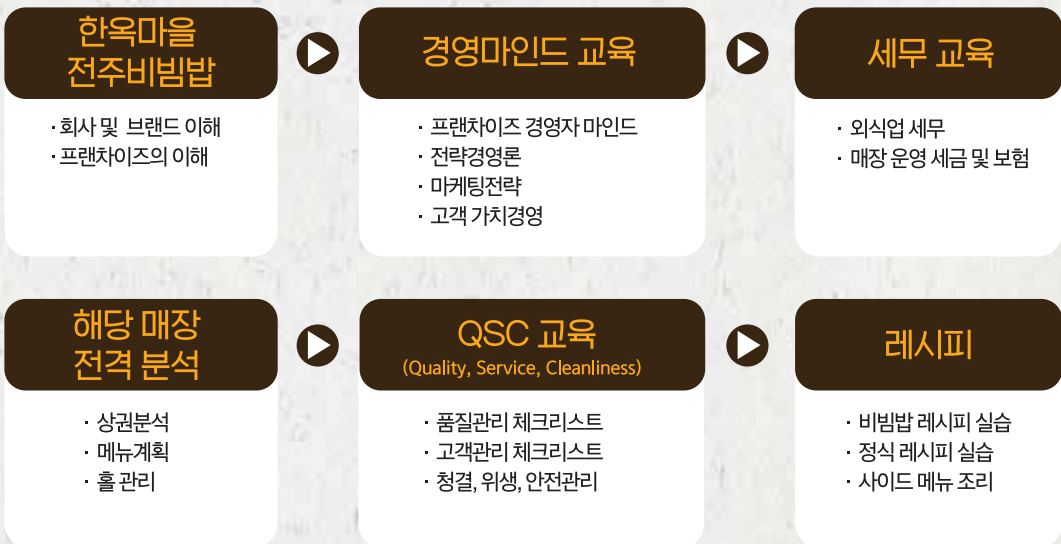 한옥마을
전주비빔밥
· 회사 및 브랜드 이해
· 프랜차이즈의 이해
경영마인드 교육
· 프랜차이즈 경영자 마인드
· 전략경영론
· 마케팅전략
· 고객 가치경영
세무 교육
· 외식업 세무
· 매장 운영 세금 및 보험
해당 매장
전격 분석
· 상권분석
· 메뉴계획
· 홀 관리
QSC 교육
(Quality, Service, Cleanliness)
· 품질관리 체크리스트
· 고객관리 체크리스트
· 청결, 위생, 안전관리
레시피
· 비빔밥 레시피 실습
· 정식 레시피 실습
· 사이드 메뉴 조리